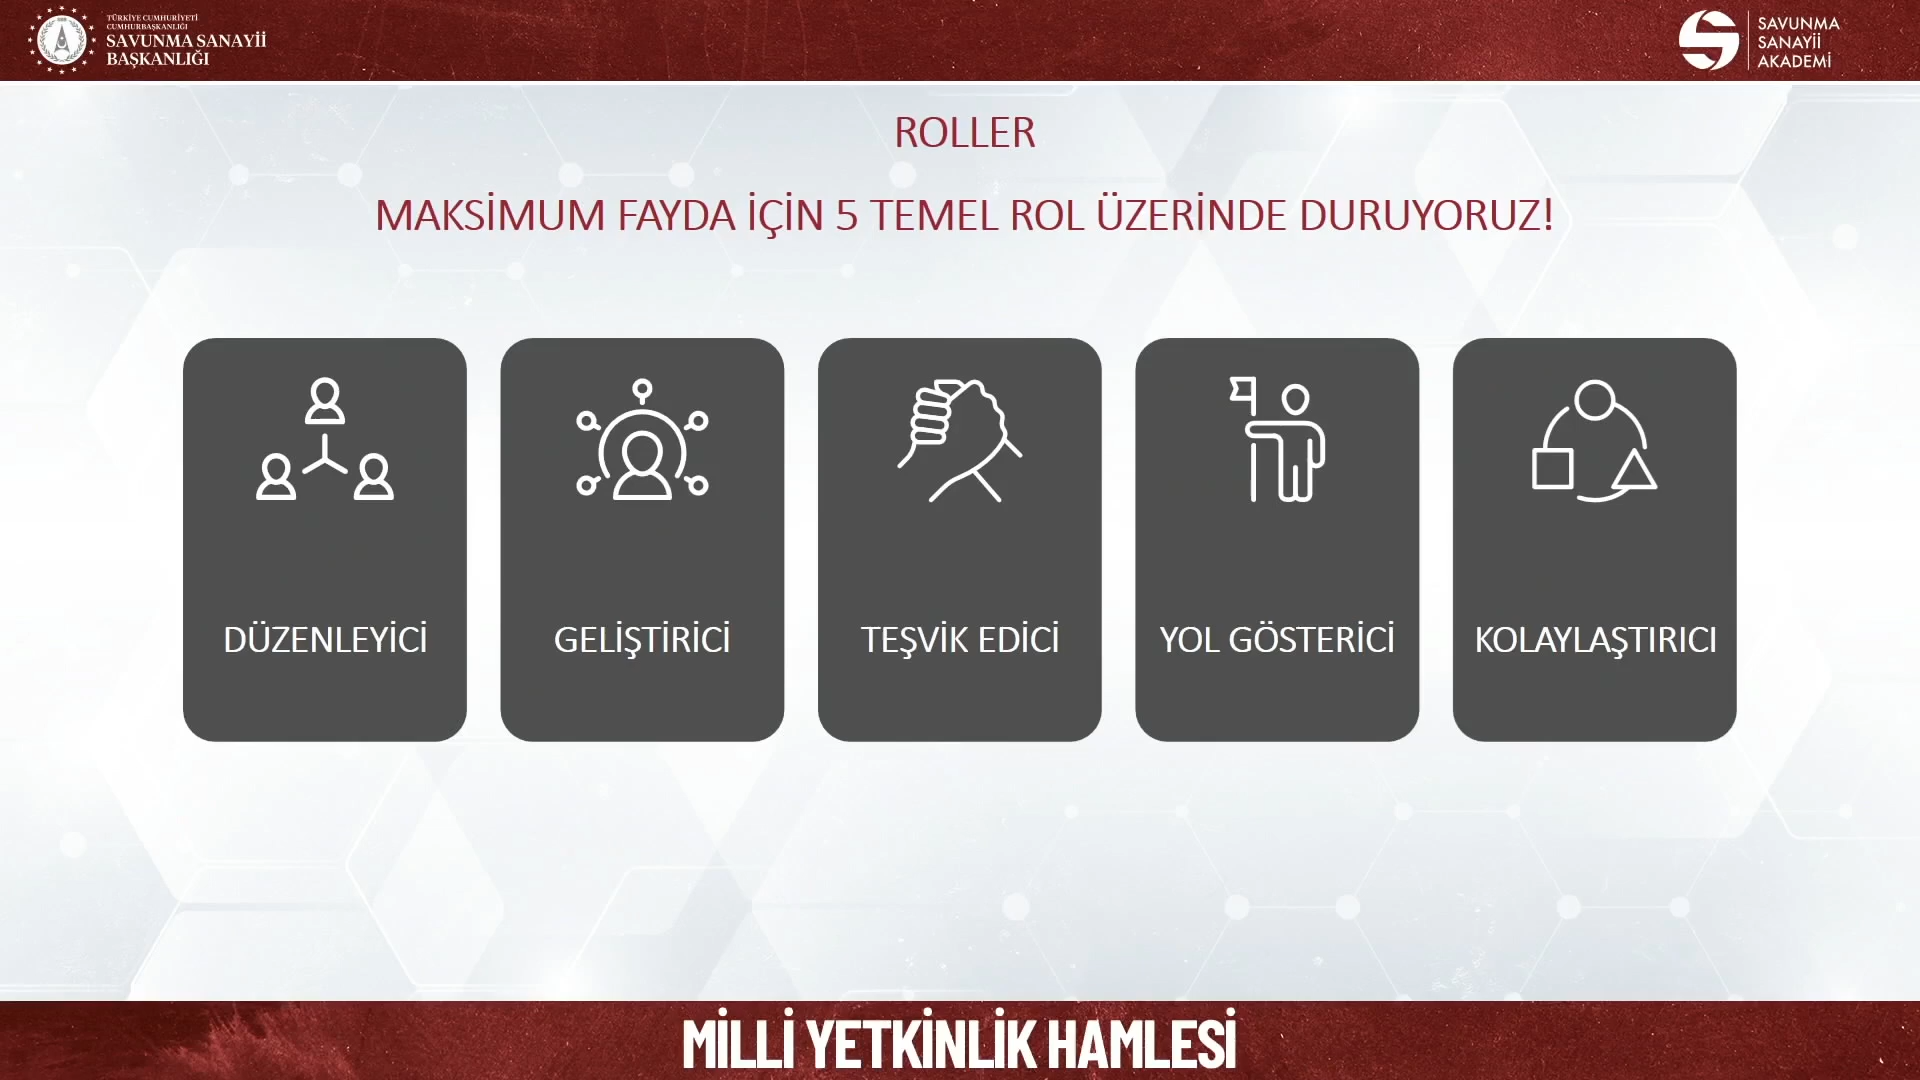 TÜRKİYE CUMHURİYETİ
CUMHURBAŞKANLIĞI
SAVUNMA SANAYİİ
BAŞKANLIĞI
SAVUNMA
SANAYİİ
AKADEMİ
ROLLER
MAKSİMUM FAYDA İÇİN 5 TEMEL ROL ÜZERİNDE DURUYORUZ!
DÜZENLEYİCİ
GELİŞTİRİCİ
TEŞVİK EDİCİ
YOL GÖSTERİCİ
KOLAYLAŞTIRICI
MİLLİ YETKİNLİK HAMLESİ